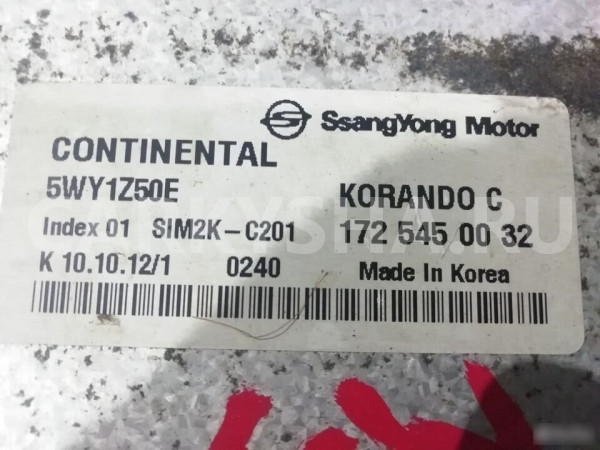 SsangYong Motor
CONTINENTAL
5WY1Z50E KORANDO C
Index 01 SIM2K-C201 172 545 00 32
K 10.10.12/1 0240 Made In Korea